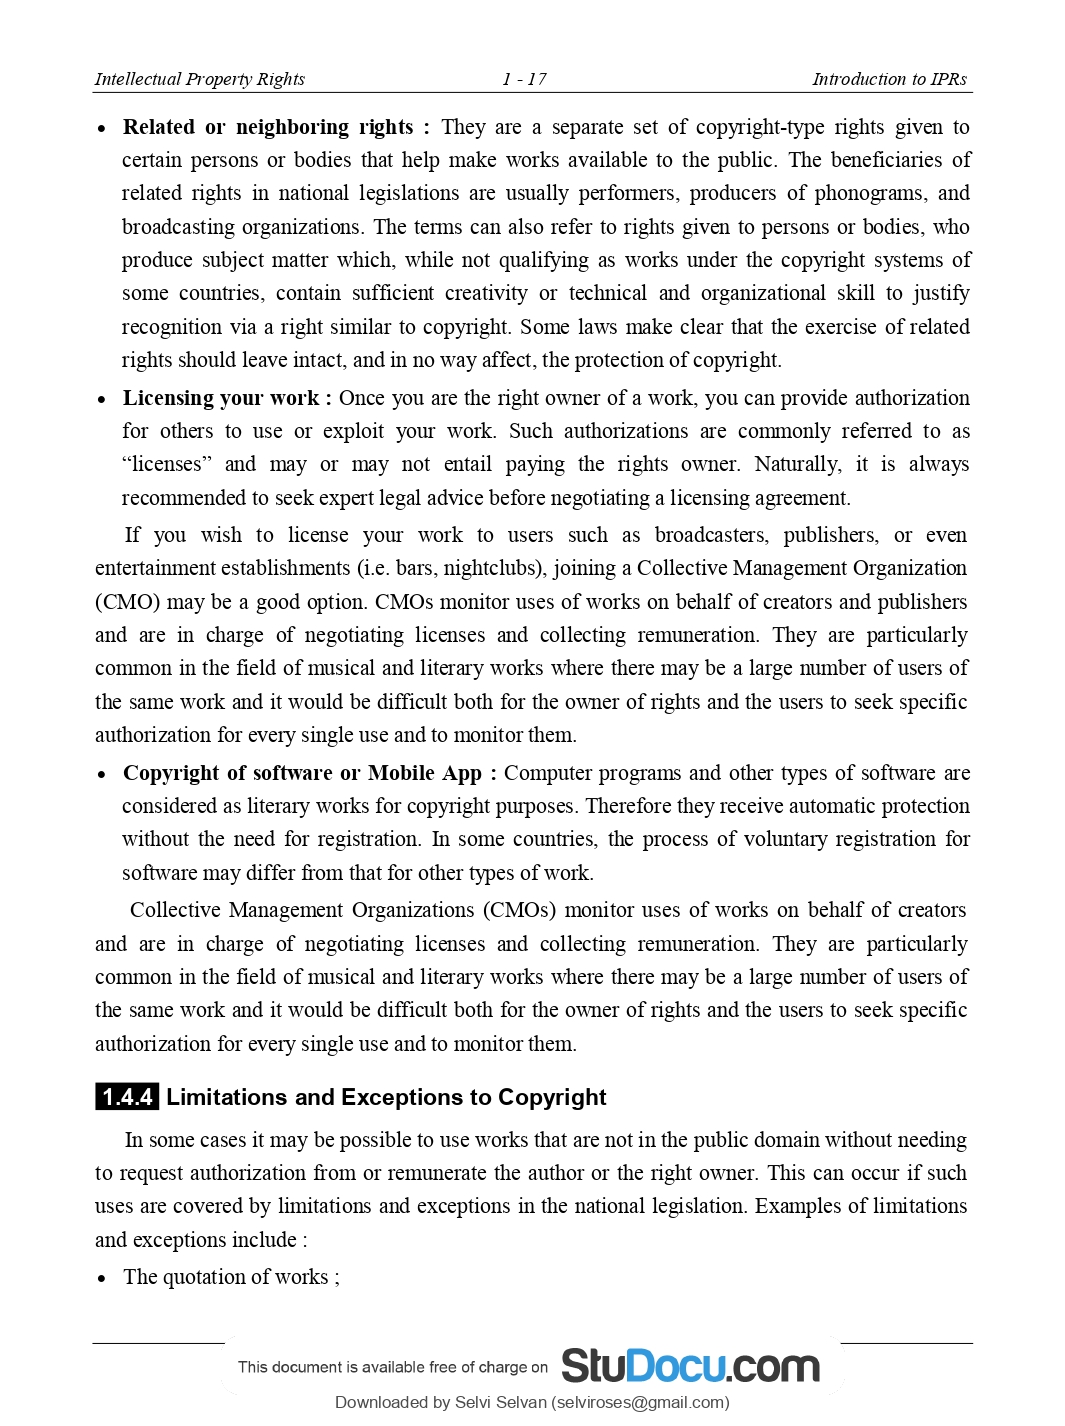 Intellectual Property Rights 1 - 17 Introduction to IPRs
• Related or neighboring rights : They are a separate set of copyright-type rights given to
certain persons or bodies that help make works available to the public. The beneficiaries of
related rights in national legislations are usually performers, producers of phonograms, and
broadcasting organizations. The terms can also refer to rights given to persons or bodies, who
produce subject matter which, while not qualifying as works under the copyright systems of
some countries, contain sufficient creativity or technical and organizational skill to justify
recognition via a right similar to copyright. Some laws make clear that the exercise of related
rights should leave intact, and in no way affect, the protection of copyright.
• Licensing your work : Once you are the right owner of a work, you can provide authorization
for others to use or exploit your work. Such authorizations are commonly referred to as
“licenses” and may or may not entail paying the rights owner. Naturally, it is always
recommended to seek expert legal advice before negotiating a licensing agreement.
If you wish to license your work to users such as broadcasters, publishers, or even
entertainment establishments (i.e. bars, nightclubs), joining a Collective Management Organization
(CMO) may be a good option. CMOs monitor uses of works on behalf of creators and publishers
and are in charge of negotiating licenses and collecting remuneration. They are particularly
common in the field of musical and literary works where there may be a large number of users of
the same work and it would be difficult both for the owner of rights and the users to seek specific
authorization for every single use and to monitor them.
• Copyright of software or Mobile App : Computer programs and other types of software are
considered as literary works for copyright purposes. Therefore they receive automatic protection
without the need for registration. In some countries, the process of voluntary registration for
software may differ from that for other types of work.
Collective Management Organizations (CMOs) monitor uses of works on behalf of creators
and are in charge of negotiating licenses and collecting remuneration. They are particularly
common in the field of musical and literary works where there may be a large number of users of
the same work and it would be difficult both for the owner of rights and the users to seek specific
authorization for every single use and to monitor them.
1.4.4 Limitations and Exceptions to Copyright
In some cases it may be possible to use works that are not in the public domain without needing
to request authorization from or remunerate the author or the right owner. This can occur if such
uses are covered by limitations and exceptions in the national legislation. Examples of limitations
and exceptions include :
• The quotation of works ;
This document is available free of charge on StuDocu.com
Downloaded by Selvi Selvan (selviroses@gmail.com)